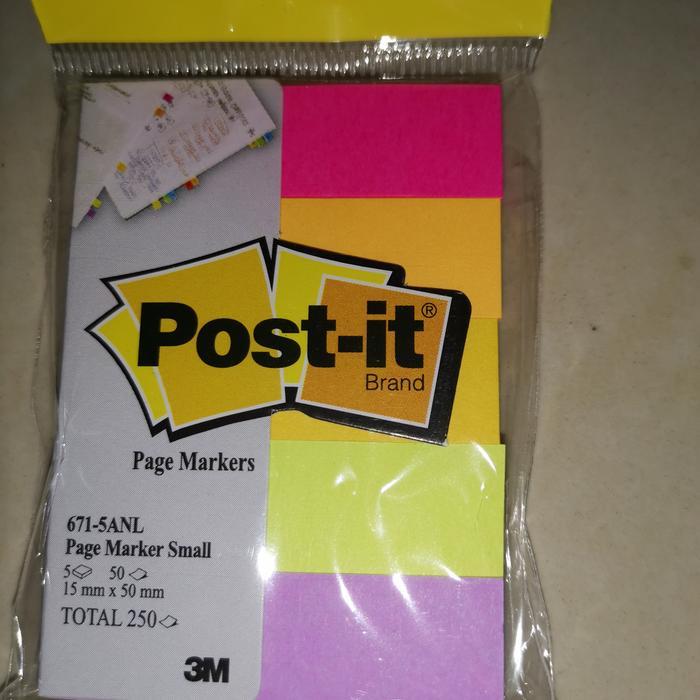 Post-it®
Brand
Page Markers
671-5ANL
Page Marker Small
5 50
15 mm x 50 mm
TOTAL 250
3M